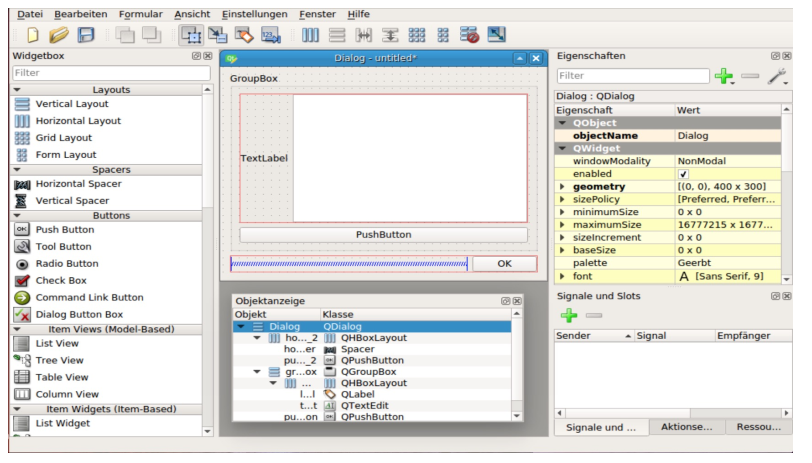 Datei Bearbeiten Formular Ansicht Einstellungen Fenster Hilfe
Widgetbox
Filter
Layouts
Vertical Layout
Horizontal Layout
Grid Layout
Form Layout
Spacers
Horizontal Spacer
Vertical Spacer
Buttons
Push Button
Tool Button
Radio Button
Check Box
Command Link Button
Dialog Button Box
Item Views (Model-Based)
List View
Tree View
Table View
Column View
Item Widgets (Item-Based)
List Widget
Dialog - untitled*
GroupBox
TextLabel
PushButton
OK
Objektanzeige
Objekt Klasse
Dialog QDialog
ho..._2 QHBoxLayout
ho...er Spacer
pu..._2 QPushButton
gr...ox QGroupBox
... QHBoxLayout
l...l QLabel
t...t QTextEdit
pu...on QPushButton
Eigenschaften
Filter
Dialog : QDialog
Eigenschaft Wert
QObject
objectName Dialog
QWidget
windowModality NonModal
enabled
geometry [(0, 0), 400 x 300]
sizePolicy [Preferred, Preferr...
minimumSize 0 x 0
maximumSize 16777215 x 1677...
sizeIncrement 0 x 0
baseSize 0 x 0
palette Geerbt
font A [Sans Serif, 9]
Signale und Slots
Sender Signal Empfänger
Signale und ... Aktionse... Ressou...